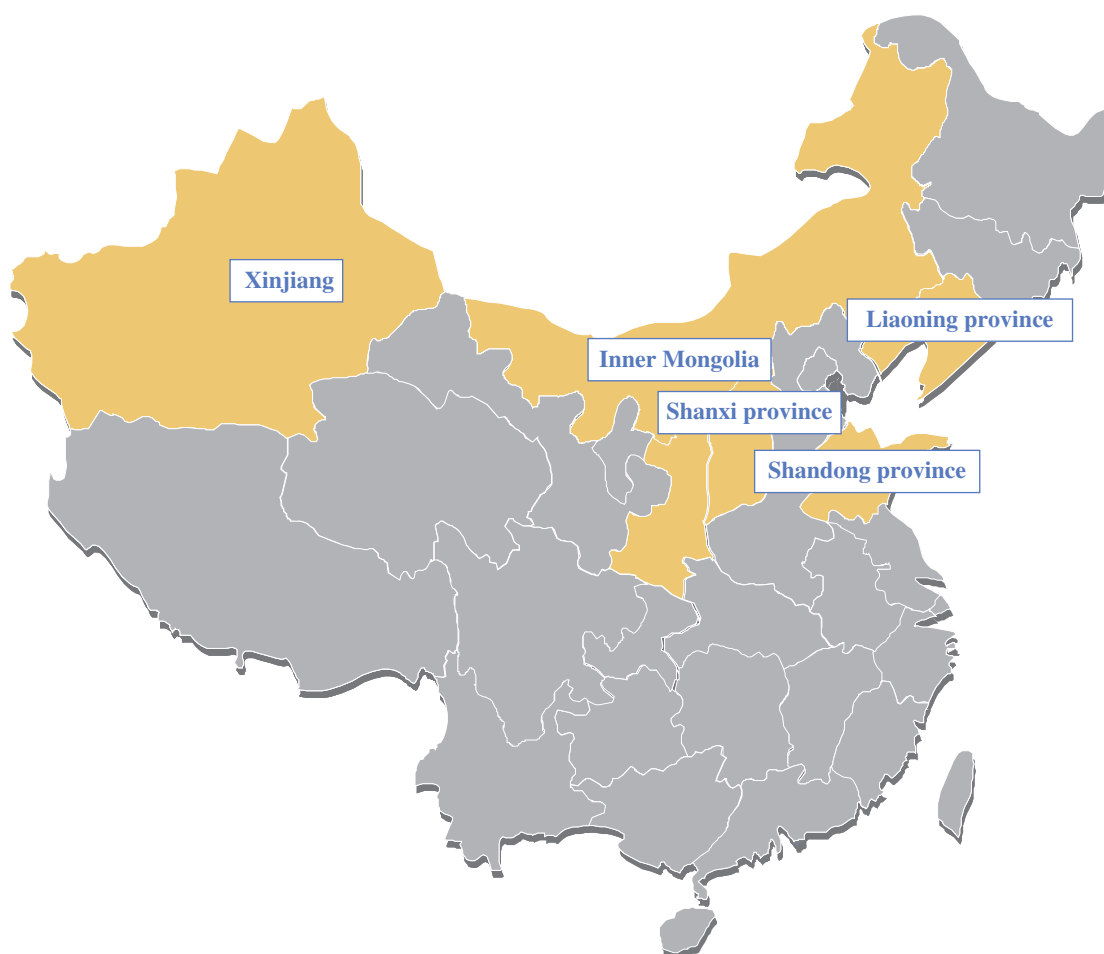 Xinjiang
Liaoning province
Inner Mongolia
Shanxi province
Shandong province